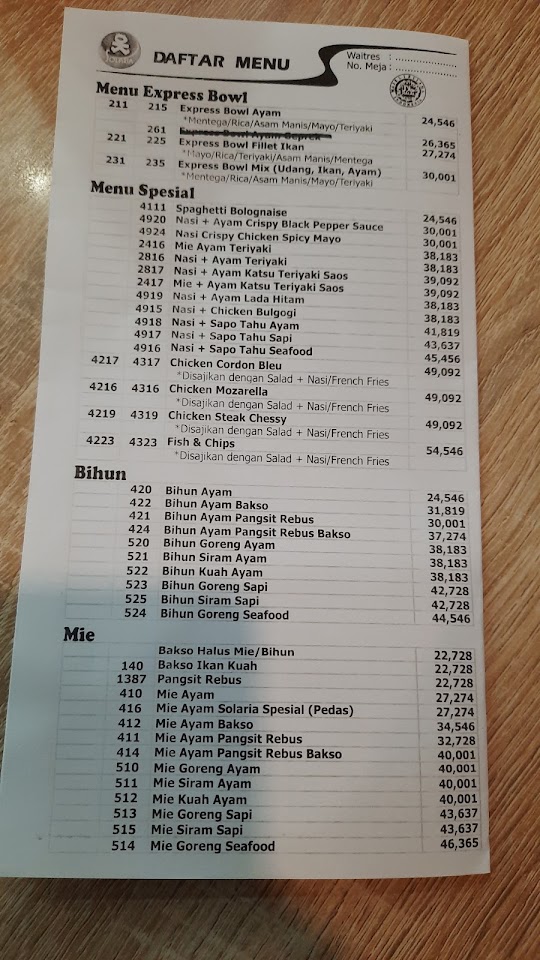 SOLARIA
DAFTAR MENU
Waitres : ................
No. Meja : ................
Menu Express Bowl
211 215 Express Bowl Ayam 24,546
*Mentega/Rica/Asam Manis/Mayo/Teriyaki
261 Express Bowl Ayam Geprek 26,365
221 225 Express Bowl Fillet Ikan 27,274
*Mayo/Rica/Teriyaki/Asam Manis/Mentega
231 235 Express Bowl Mix (Udang, Ikan, Ayam) 30,001
*Mentega/Rica/Asam Manis/Mayo/Teriyaki
Menu Spesial
4111 Spaghetti Bolognaise 24,546
4920 Nasi + Ayam Crispy Black Pepper Sauce 30,001
4924 Nasi Crispy Chicken Spicy Mayo 30,001
2416 Mie Ayam Teriyaki 38,183
2816 Nasi + Ayam Teriyaki 38,183
2817 Nasi + Ayam Katsu Teriyaki Saos 39,092
2417 Mie + Ayam Katsu Teriyaki Saos 39,092
4919 Nasi + Ayam Lada Hitam 38,183
4915 Nasi + Chicken Bulgogi 38,183
4918 Nasi + Sapo Tahu Ayam 41,819
4917 Nasi + Sapo Tahu Sapi 43,637
4916 Nasi + Sapo Tahu Seafood 45,456
4217 4317 Chicken Cordon Bleu 49,092
*Disajikan dengan Salad + Nasi/French Fries
4216 4316 Chicken Mozarella 49,092
*Disajikan dengan Salad + Nasi/French Fries
4219 4319 Chicken Steak Chessy 49,092
*Disajikan dengan Salad + Nasi/French Fries
4223 4323 Fish & Chips 54,546
*Disajikan dengan Salad + Nasi/French Fries
Bihun
420 Bihun Ayam 24,546
422 Bihun Ayam Bakso 31,819
421 Bihun Ayam Pangsit Rebus 30,001
424 Bihun Ayam Pangsit Rebus Bakso 37,274
520 Bihun Goreng Ayam 38,183
521 Bihun Siram Ayam 38,183
522 Bihun Kuah Ayam 38,183
523 Bihun Goreng Sapi 42,728
525 Bihun Siram Sapi 42,728
524 Bihun Goreng Seafood 44,546
Mie
Bakso Halus Mie/Bihun 22,728
140 Bakso Ikan Kuah 22,728
1387 Pangsit Rebus 22,728
410 Mie Ayam 27,274
416 Mie Ayam Solaria Spesial (Pedas) 27,274
412 Mie Ayam Bakso 34,546
411 Mie Ayam Pangsit Rebus 32,728
414 Mie Ayam Pangsit Rebus Bakso 40,001
510 Mie Goreng Ayam 40,001
511 Mie Siram Ayam 40,001
512 Mie Kuah Ayam 40,001
513 Mie Goreng Sapi 43,637
515 Mie Siram Sapi 43,637
514 Mie Goreng Seafood 46,365